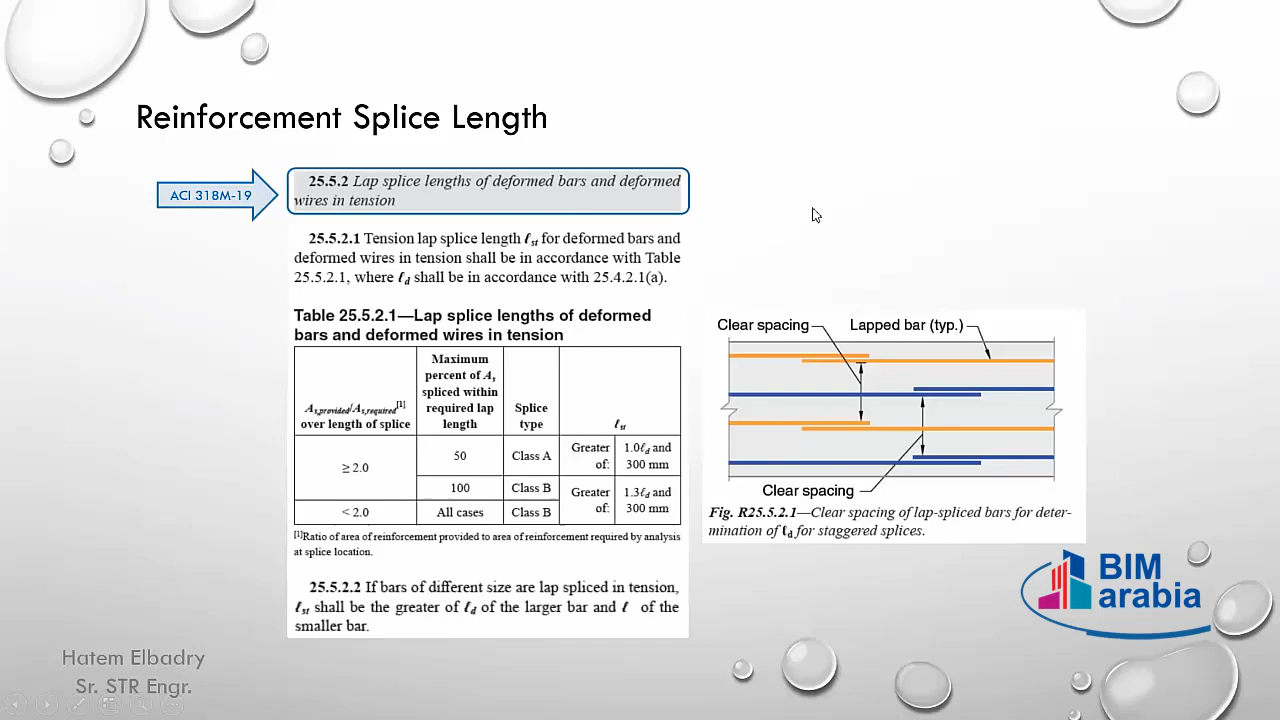 Reinforcement Splice Length
ACI 318M-19
25.5.2 Lap splice lengths of deformed bars and deformed
wires in tension
25.5.2.1 Tension lap splice length ℓst for deformed bars and
deformed wires in tension shall be in accordance with Table
25.5.2.1, where ℓd shall be in accordance with 25.4.2.1(a).
Table 25.5.2.1—Lap splice lengths of deformed
bars and deformed wires in tension
As,provided/As,required[1]
over length of splice
Maximum
percent of As
spliced within
required lap
length
Splice
type
ℓst
≥ 2.0
50
Class A
Greater
of:
1.0ℓd and
300 mm
100
Class B
Greater
of:
1.3ℓd and
300 mm
< 2.0
All cases
Class B
[1]Ratio of area of reinforcement provided to area of reinforcement required by analysis
at splice location.
25.5.2.2 If bars of different size are lap spliced in tension,
ℓst shall be the greater of ℓd of the larger bar and ℓ of the
smaller bar.
Clear spacing
Lapped bar (typ.)
Clear spacing
Fig. R25.5.2.1—Clear spacing of lap-spliced bars for deter-
mination of ℓd for staggered splices.
BIM
arabia
Hatem Elbadry
Sr. STR Engr.